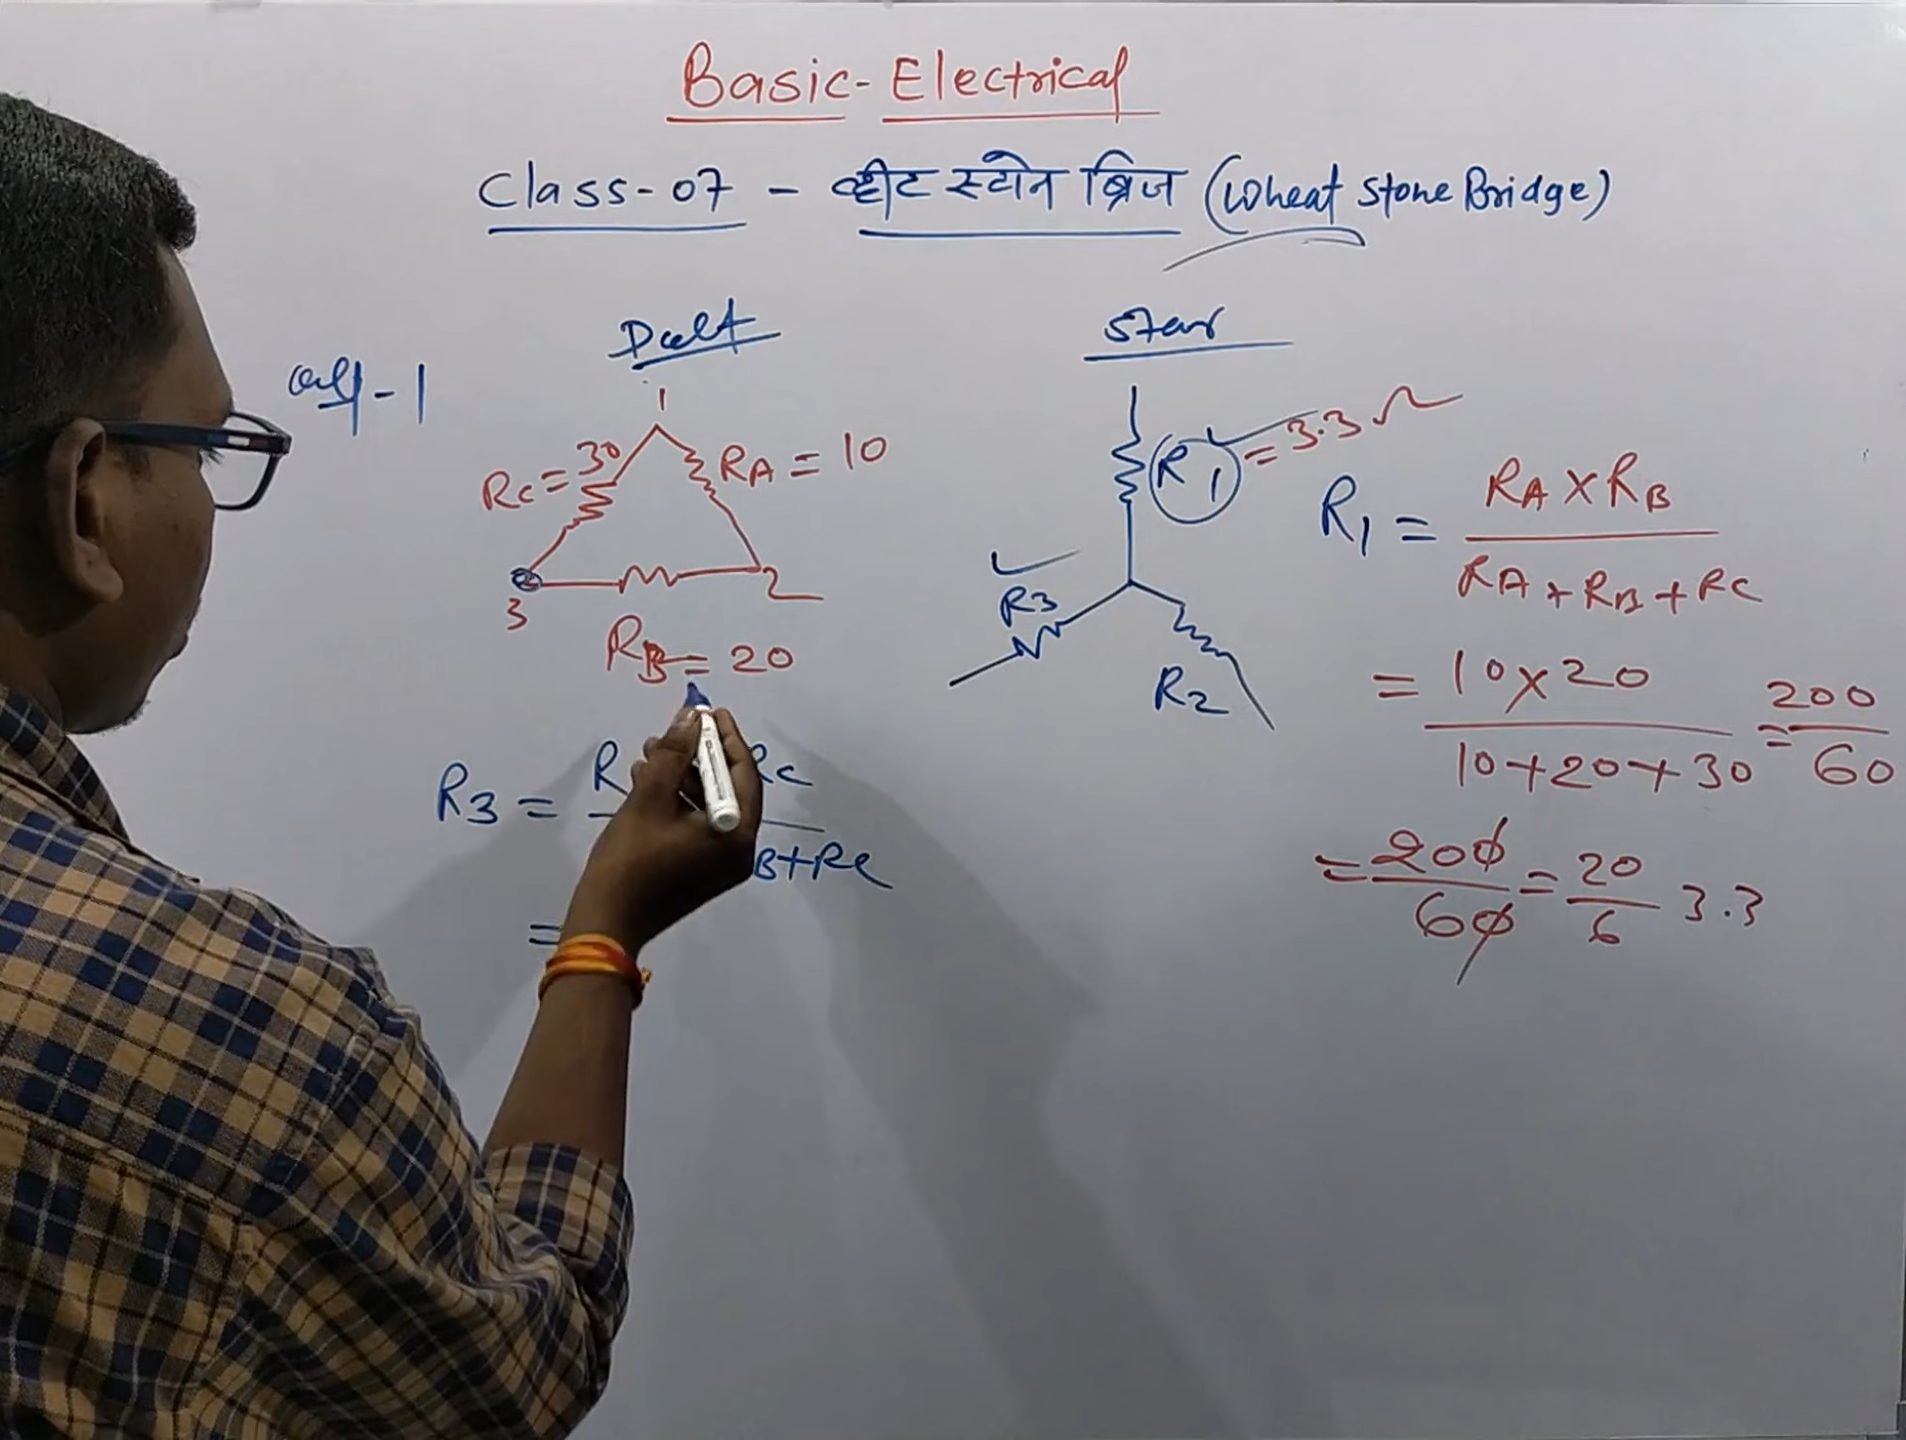 Basic-Electrical
Class-07 - व्हीट स्टोन ब्रिज (Wheat Stone Bridge)
Delt
Star
-1
1
RC = 30
RA = 10
3
2
RB = 20
R1 = 3.3 Ω
R3
R2
R1 = RA X RB
RA + RB + RC
= 10 x 20
10+20+30
= 200
60
= 200
60
= 20
6
3.3
R3 = R RC
B+RC
=